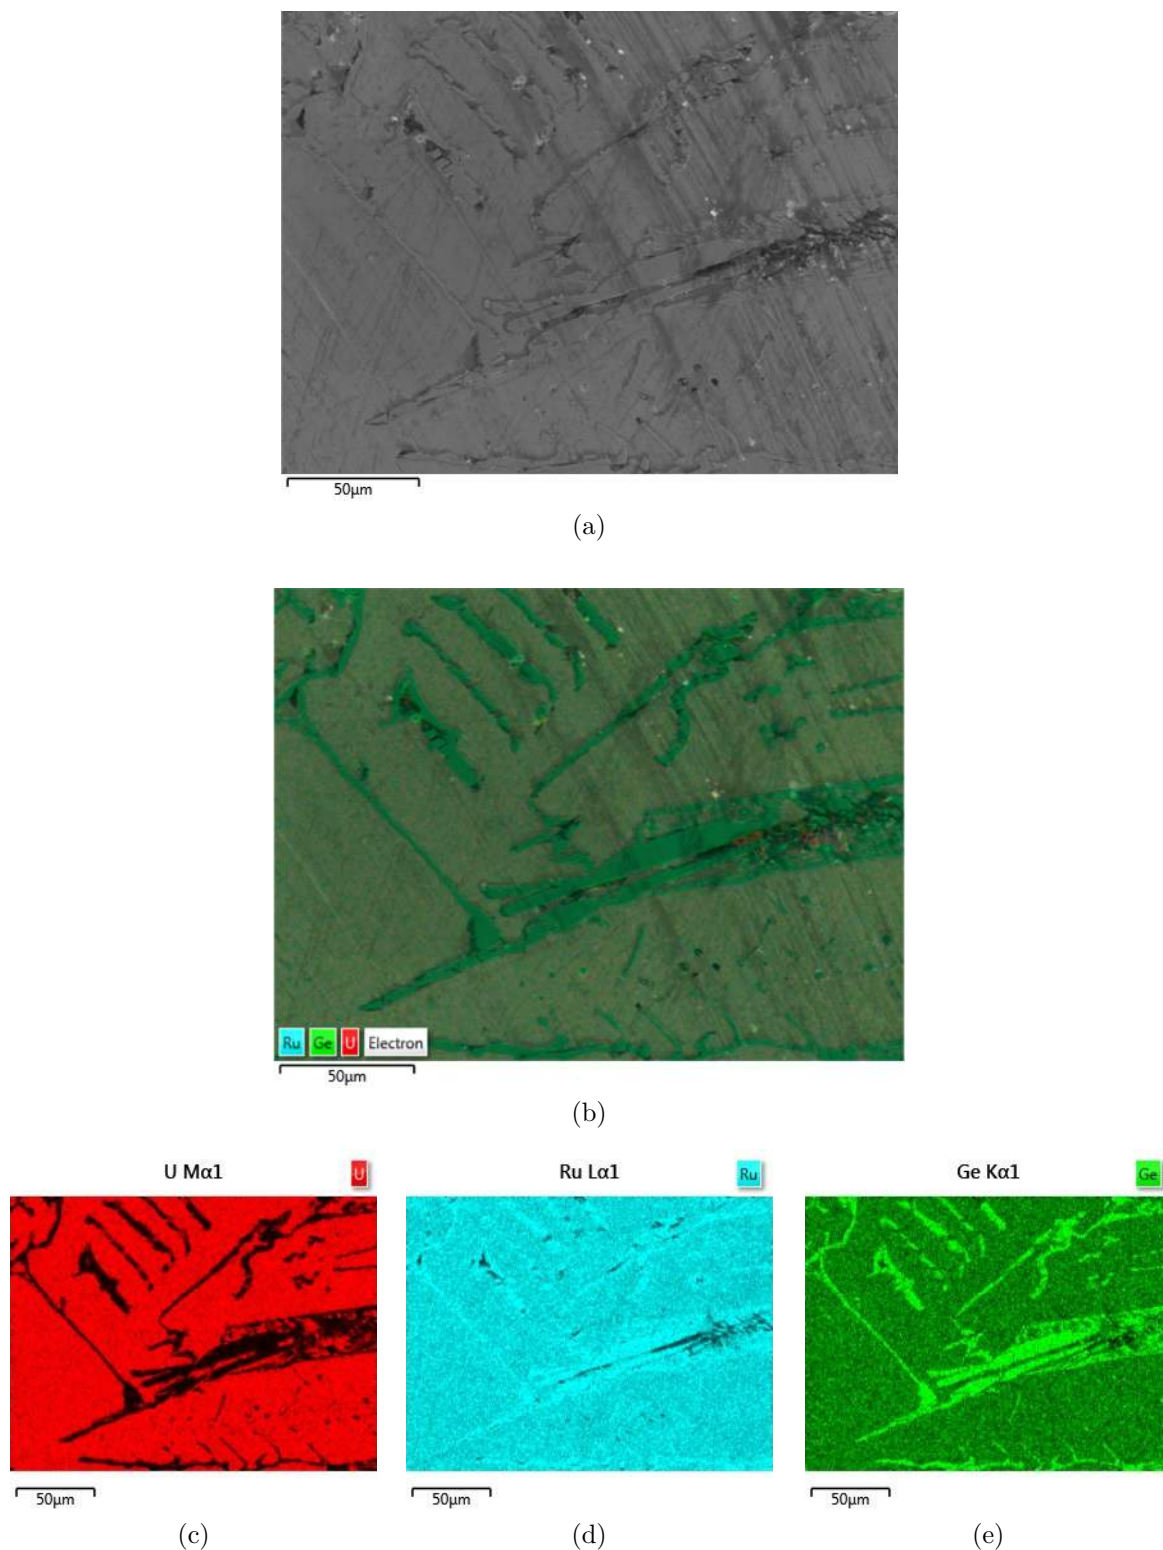 50µm
(a)
Ru Ge U Electron
50µm
(b)
U Mα1 U
Ru Lα1 Ru
Ge Kα1 Ge
50µm
50µm
50µm
(c)
(d)
(e)